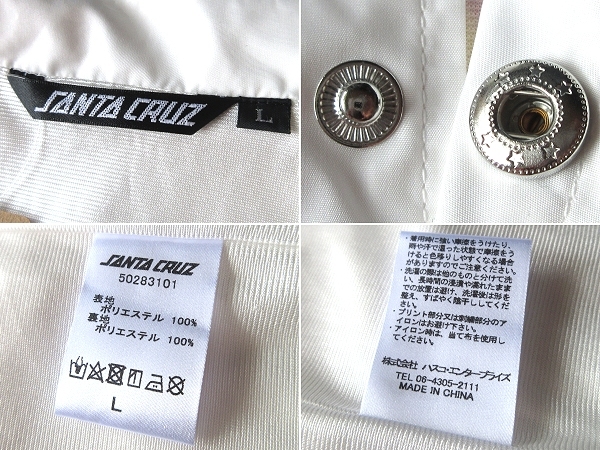 SANTA CRUZ
L
SANTA CRUZ
50283101
表地
ポリエステル 100%
裏地
ポリエステル 100%
L
・着用時に強い摩擦をうけたり、
雨や汗で湿った状態で摩擦をう
けると色移りしやすくなる場合
がありますのでご注意ください。
・洗濯の際は他のものと分けて洗
い、長時間の浸漬や濡れたまま
での放置は避け、洗濯後は形を
整え、すばやく陰干ししてくだ
さい。
・プリント部分又は刺繍部分のア
イロンはお避け下さい。
・アイロン時は、当て布を使用し
てください。
株式会社 ハスコ・エンタープライズ
TEL 06-4305-2111
MADE IN CHINA